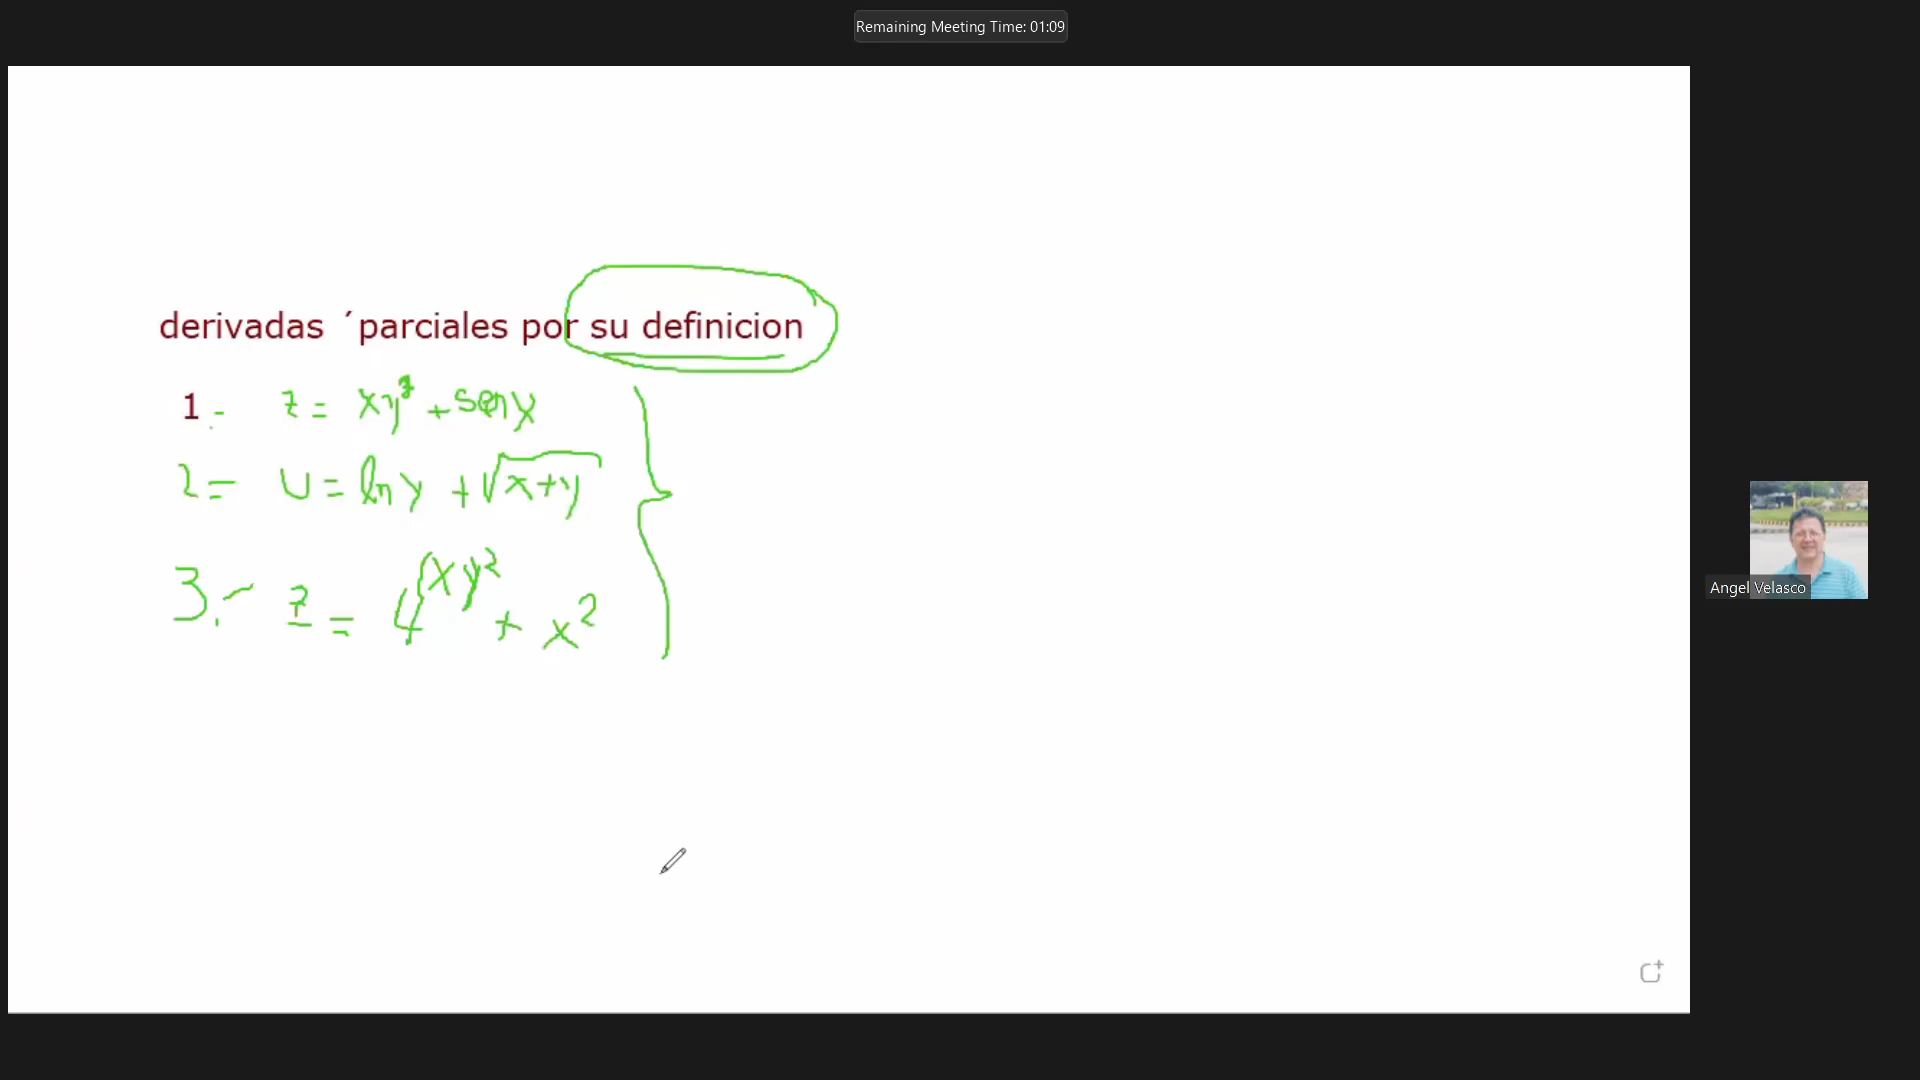 Remaining Meeting Time: 01:09
derivadas ´parciales por su definicion
1.- z = xy² + sen y
2= U = ln y + √x+y
3.- z = 4^xy² + x²
Angel Velasco